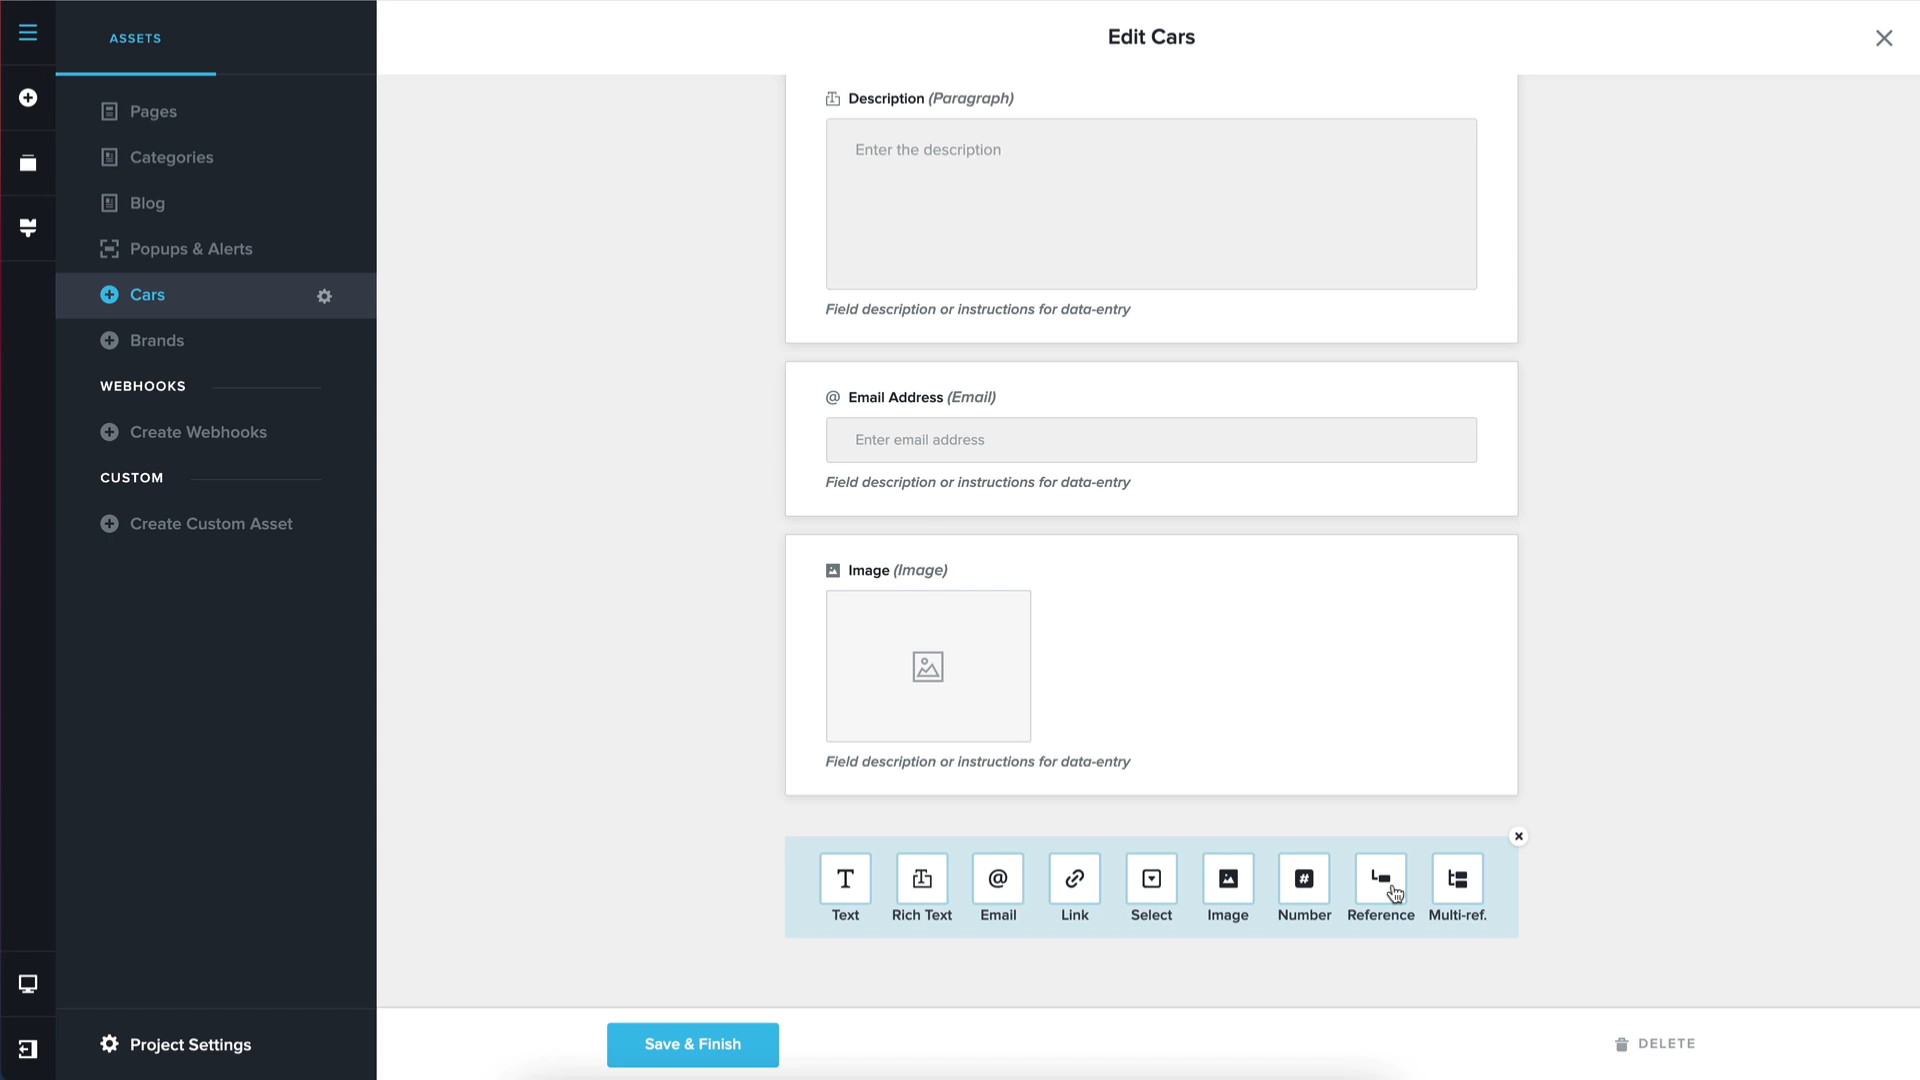 ASSETS
Pages
Categories
Blog
Popups & Alerts
Cars
Brands
WEBHOOKS
Create Webhooks
CUSTOM
Create Custom Asset
Project Settings
Edit Cars
Description (Paragraph)
Enter the description
Field description or instructions for data-entry
@ Email Address (Email)
Enter email address
Field description or instructions for data-entry
Image (Image)
Field description or instructions for data-entry
Text Rich Text Email Link Select Image Number Reference Multi-ref.
Save & Finish
DELETE